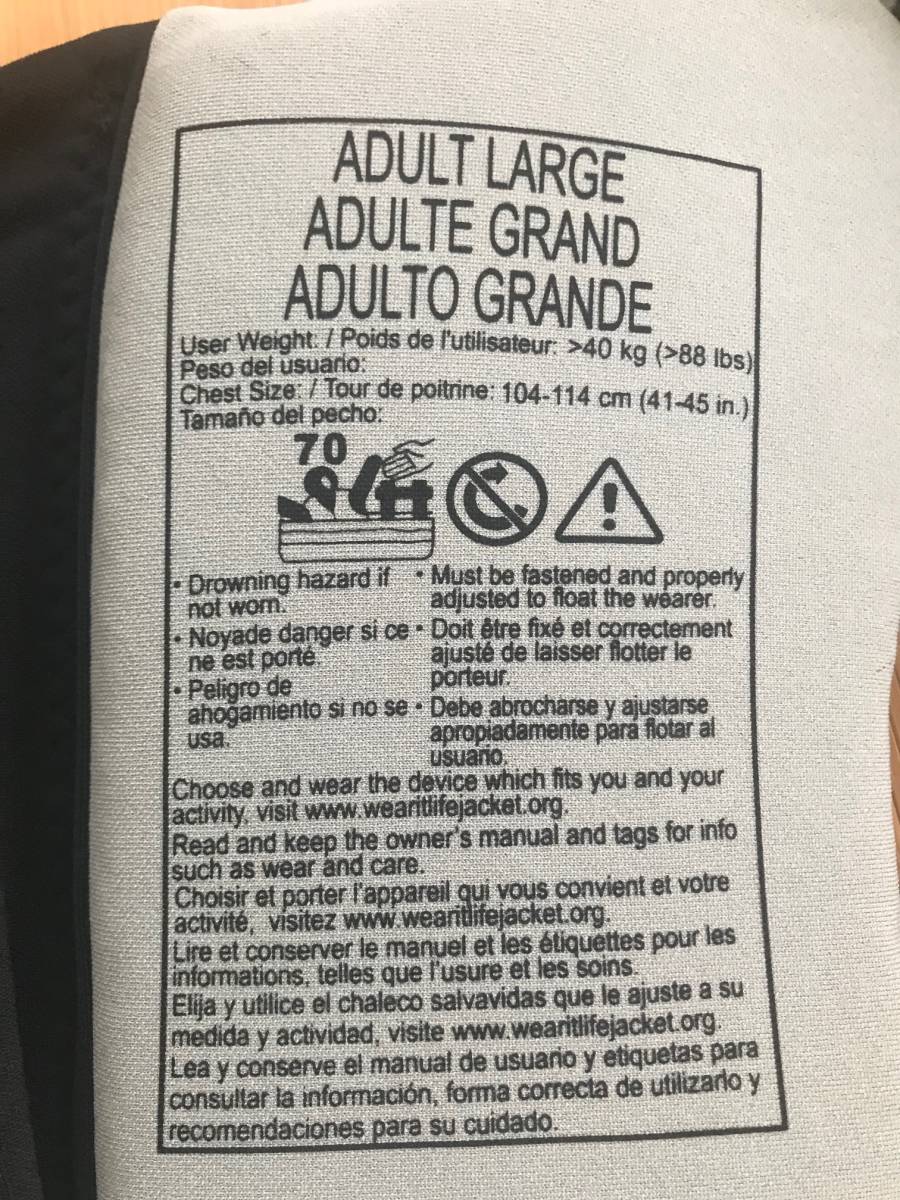 ADULT LARGE
ADULTE GRAND
ADULTO GRANDE
User Weight: / Poids de l'utilisateur: >40 kg (>88 lbs)
Peso del usuario:
Chest Size: / Tour de poitrine: 104-114 cm (41-45 in.)
Tamaño del pecho:
70
• Drowning hazard if
not worn.
• Noyade danger si ce
ne est porté.
• Peligro de
ahogamiento si no se
usa.
• Must be fastened and properly
adjusted to float the wearer.
• Doit être fixé et correctement
ajusté de laisser flotter le
porteur.
• Debe abrocharse y ajustarse
apropiadamente para flotar al
usuario.
Choose and wear the device which fits you and your
activity, visit www.wearitlifejacket.org.
Read and keep the owner's manual and tags for info
such as wear and care.
Choisir et porter l'appareil qui vous convient et votre
activité, visitez www.wearitlifejacket.org.
Lire et conserver le manuel et les étiquettes pour les
informations, telles que l'usure et les soins.
Elija y utilice el chaleco salvavidas que le ajuste a su
medida y actividad, visite www.wearitlifejacket.org.
Lea y conserve el manual de usuario y etiquetas para
consultar la información, forma correcta de utilizarlo y
recomendaciones para su cuidado.